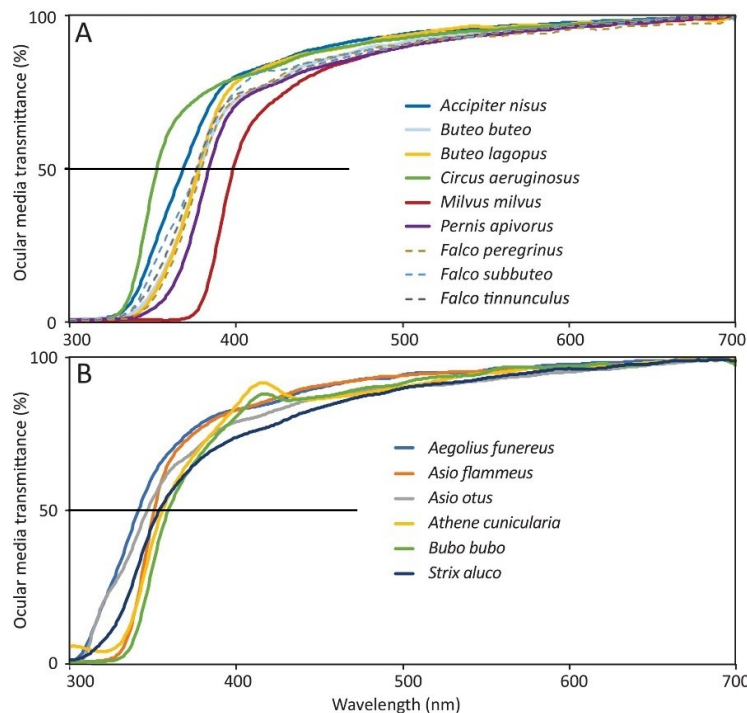 A
Ocular media transmittance (%)
100
50
0
Accipiter nisus
Buteo buteo
Buteo lagopus
Circus aeruginosus
Milvus milvus
Pernis apivorus
Falco peregrinus
Falco subbuteo
Falco tinnunculus
300 400 500 600 700
B
Ocular media transmittance (%)
100
50
0
Aegolius funereus
Asio flammeus
Asio otus
Athene cunicularia
Bubo bubo
Strix aluco
300 400 500 600 700
Wavelength (nm)